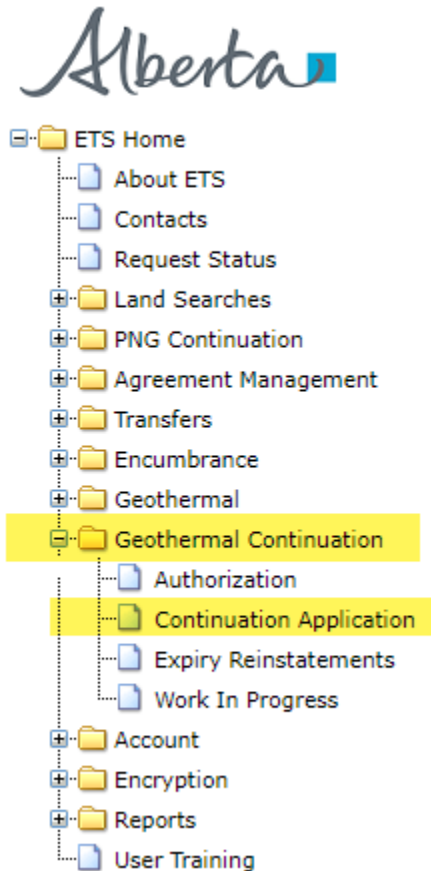 Alberta
ETS Home
About ETS
Contacts
Request Status
Land Searches
PNG Continuation
Agreement Management
Transfers
Encumbrance
Geothermal
Geothermal Continuation
Authorization
Continuation Application
Expiry Reinstatements
Work In Progress
Account
Encryption
Reports
User Training